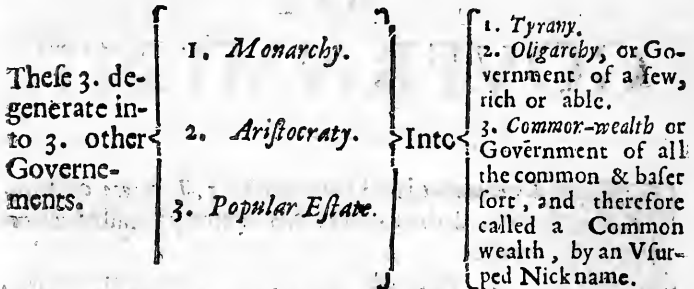 Theſe 3. de-
generate in-
to 3. other
Governe-
ments.
1. Monarchy.
2. Ariſtocraty.
3. Popular Eſtate.
Into
1. Tyrany.
2. Oligarchy, or Go-
vernment of a few,
rich or able.
3. Common-wealth or
Government of all
the common & baſer
ſort, and therefore
called a Common
wealth, by an Vſur-
ped Nickname.